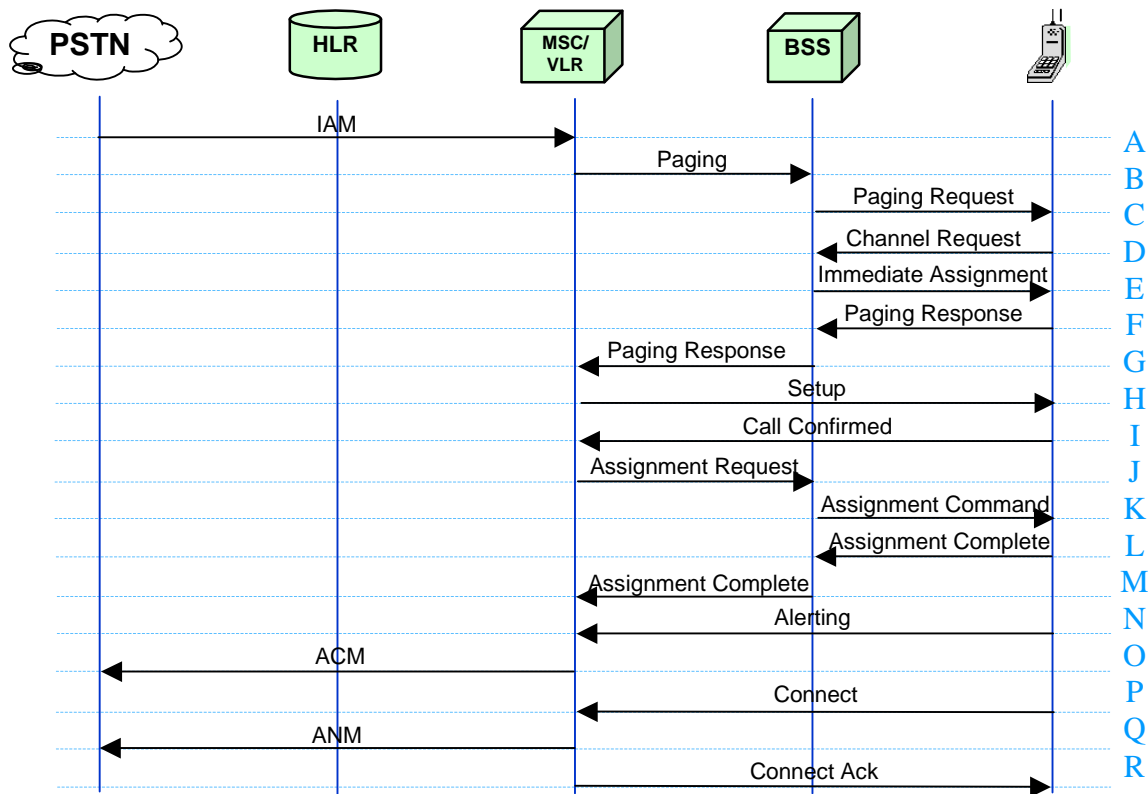 PSTN
HLR
MSC/
VLR
BSS
IAM
A
Paging
B
Paging Request
C
Channel Request
D
Immediate Assignment
E
Paging Response
F
Paging Response
G
Setup
H
Call Confirmed
I
Assignment Request
J
Assignment Command
K
Assignment Complete
L
Assignment Complete
M
Alerting
N
ACM
O
Connect
P
ANM
Q
Connect Ack
R